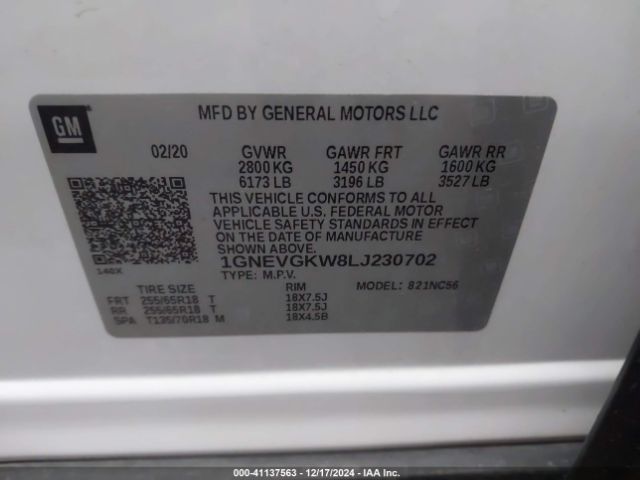 GM
MFD BY GENERAL MOTORS LLC
02/20 GVWR GAWR FRT GAWR RR
2800 KG 1450 KG 1600 KG
6173 LB 3196 LB 3527 LB
THIS VEHICLE CONFORMS TO ALL
APPLICABLE U.S. FEDERAL MOTOR
VEHICLE SAFETY STANDARDS IN EFFECT
ON THE DATE OF MANUFACTURE
SHOWN ABOVE.
140X
1GNEVGKW8LJ230702
TYPE: M.P.V. MODEL: 821NC56
TIRE SIZE RIM
FRT 255/65R18 T 18X7.5J
RR 255/65R18 T 18X7.5J
SPA T135/70R18 M 18X4.5B
000-41137563 - 12/17/2024 - IAA Inc.